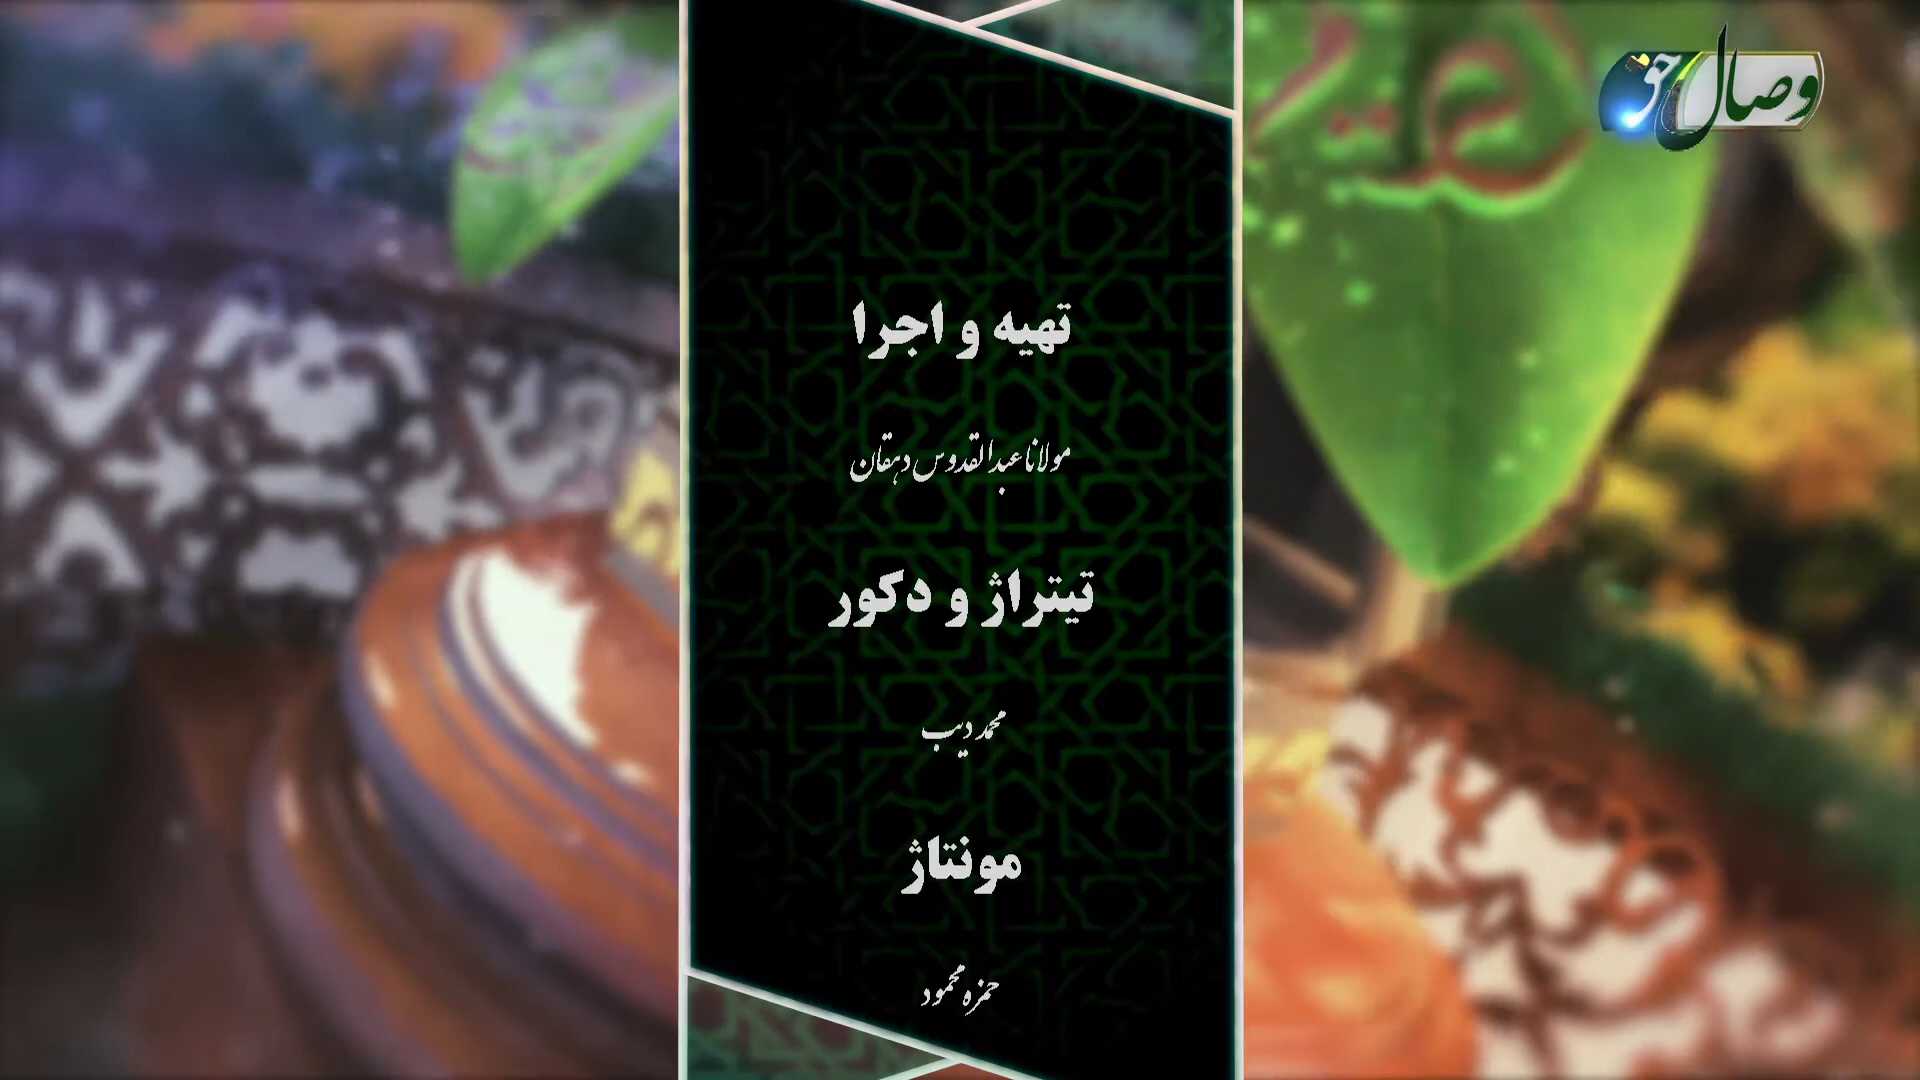 وصال حق
تهیه و اجرا
مولانا عبدالقدوس دهقان
تیتراژ و دکور
محمد دیب
مونتاژ
حمزه محمود